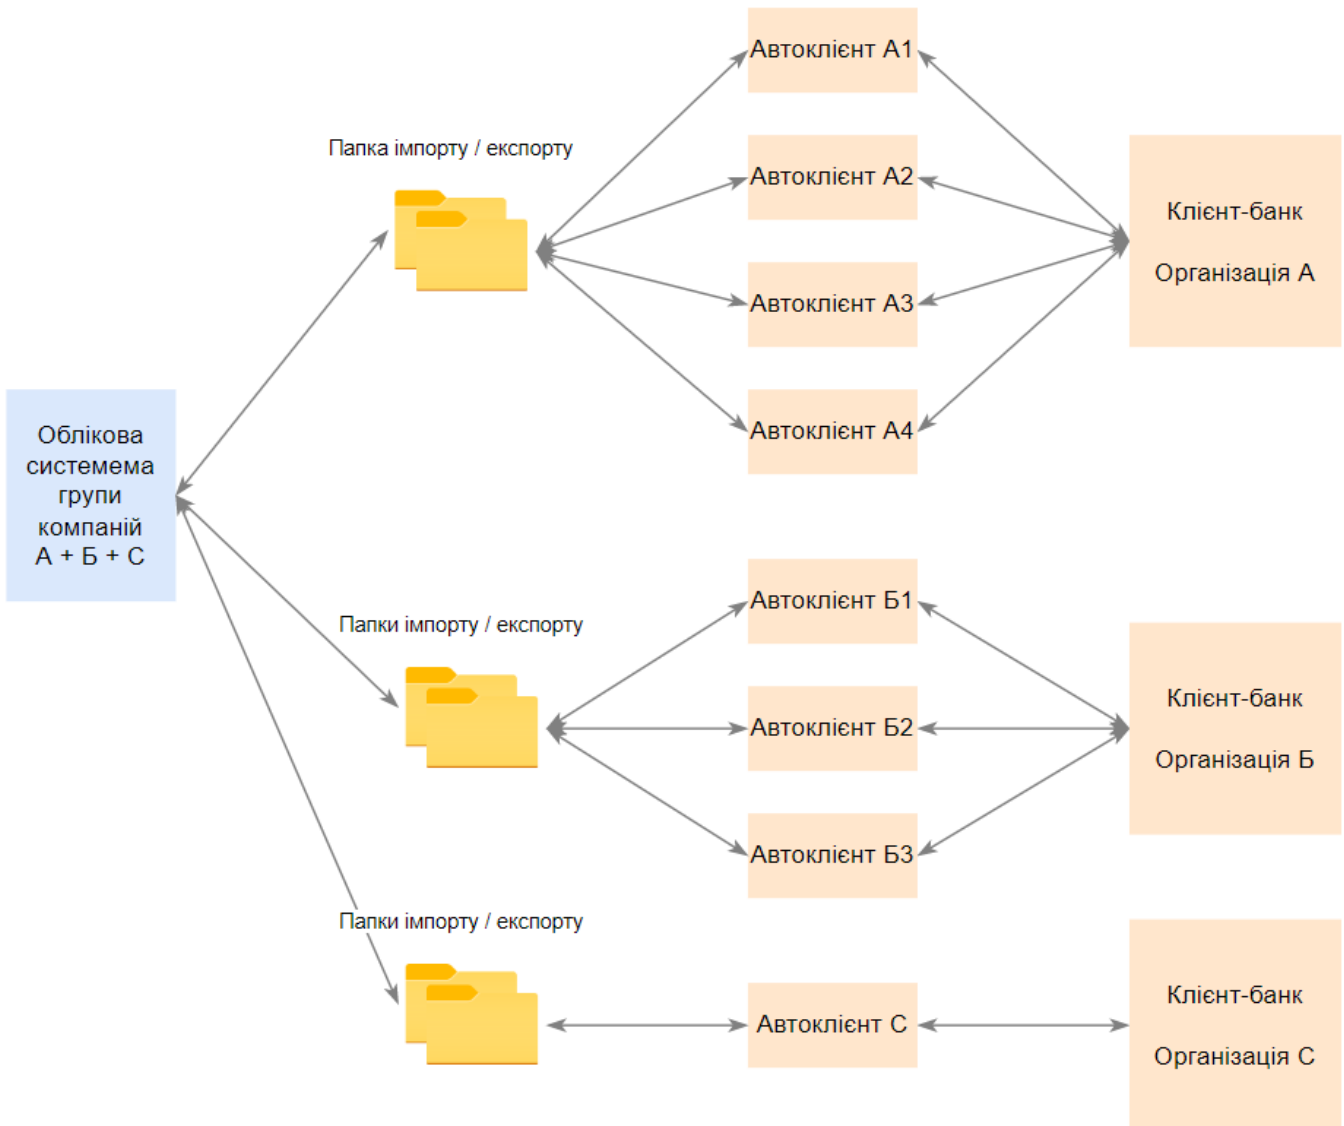 Автоклієнт А1
Папка імпорту / експорту
Автоклієнт А2
Клієнт-банк
Організація А
Автоклієнт А3
Автоклієнт А4
Облікова
системема
групи
компаній
А + Б + С
Автоклієнт Б1
Папки імпорту / експорту
Автоклієнт Б2
Клієнт-банк
Організація Б
Автоклієнт Б3
Папки імпорту / експорту
Автоклієнт С
Клієнт-банк
Організація С